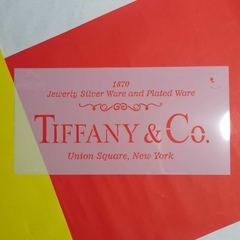 1870
Jewerly Silver Ware and Plated Ware
TIFFANY & CO.
Union Square, New York